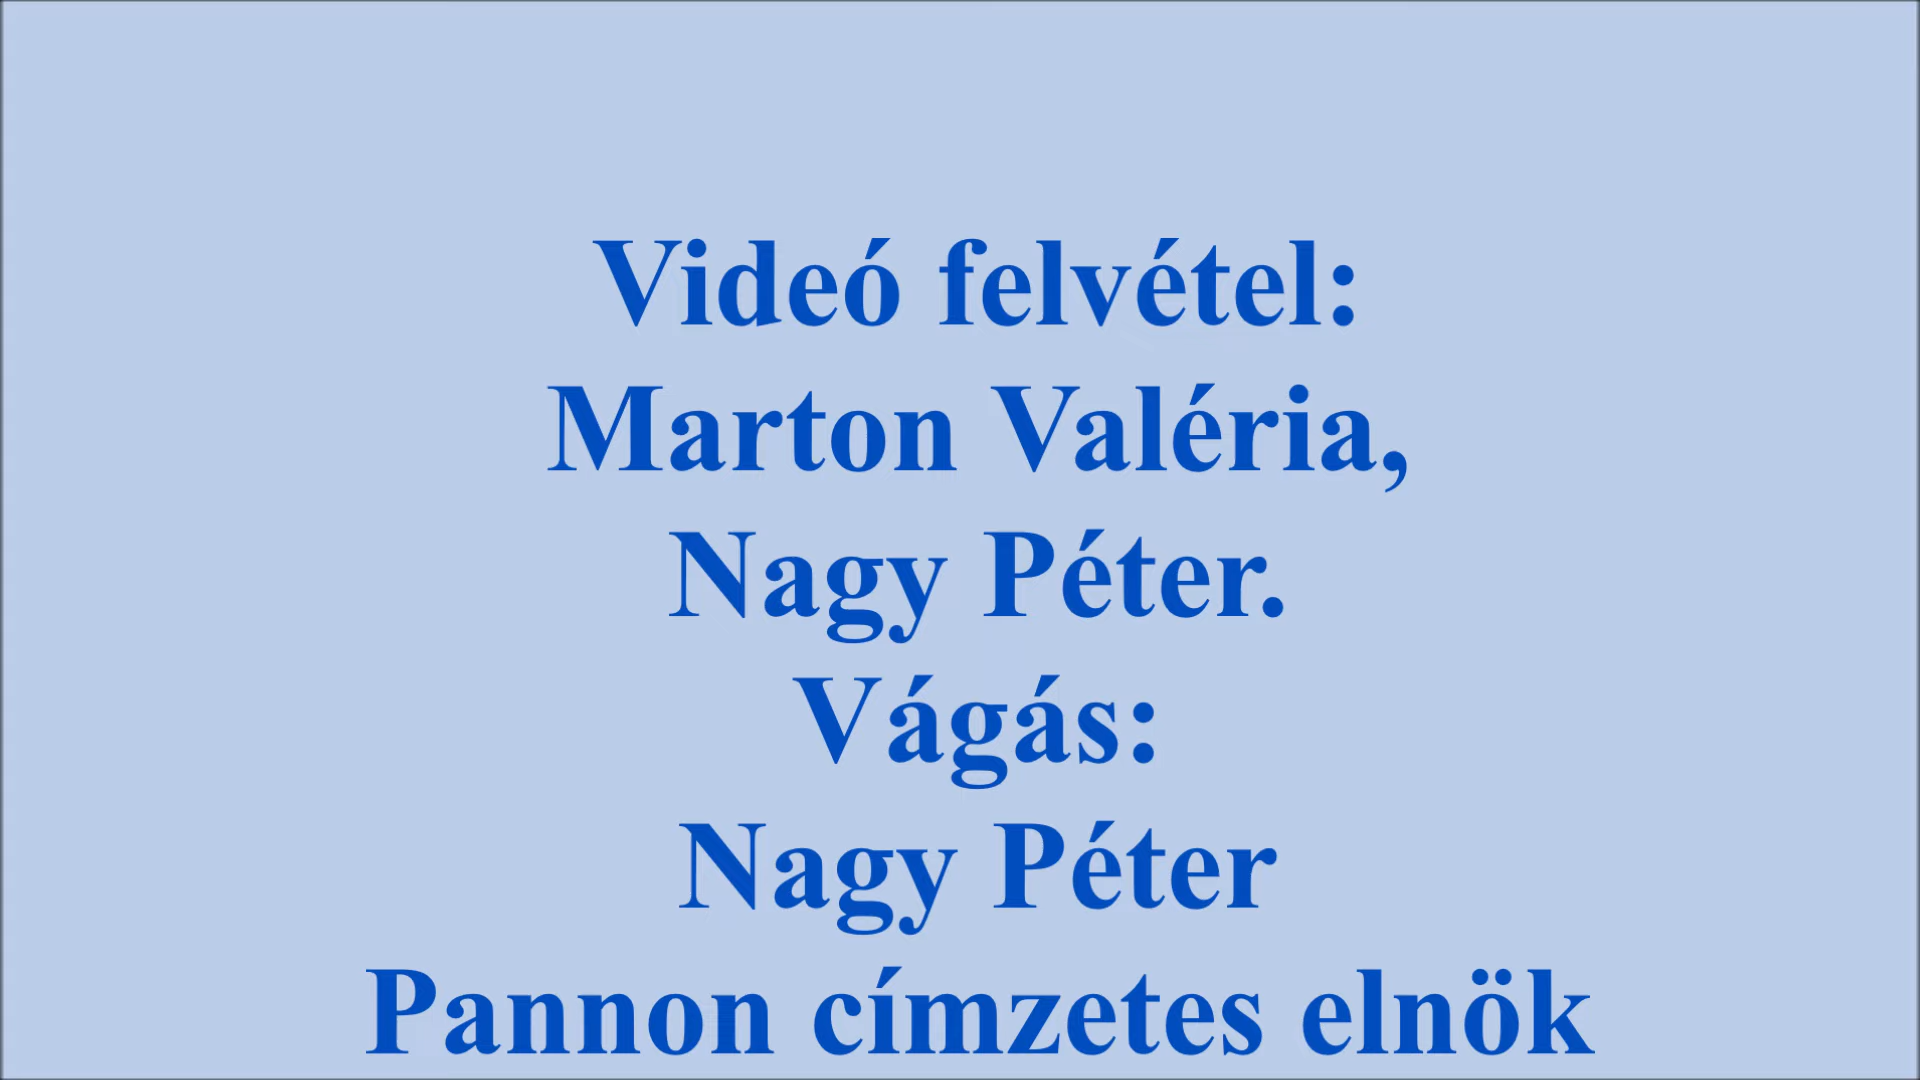 Videó felvétel:
Marton Valéria,
Nagy Péter.
Vágás:
Nagy Péter
Pannon címzetes elnök